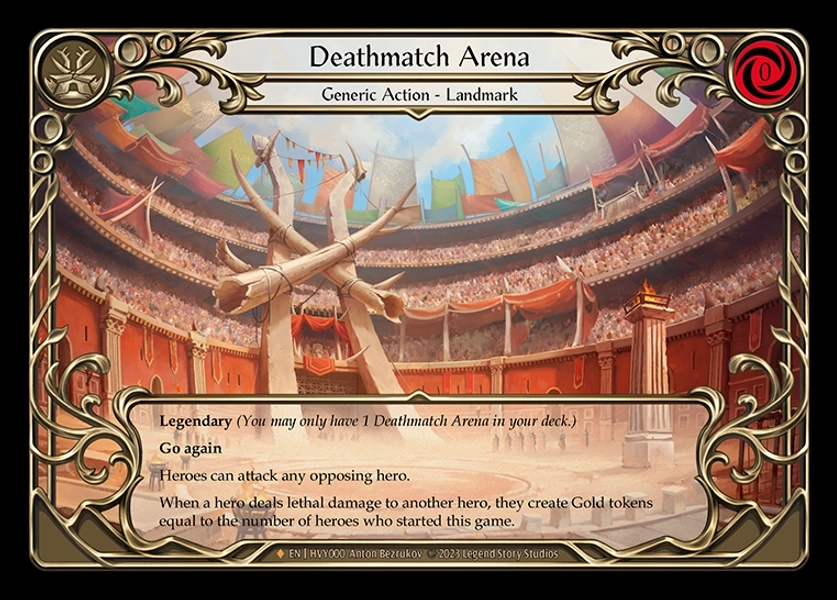 Deathmatch Arena
0
Generic Action - Landmark
Legendary (You may only have 1 Deathmatch Arena in your deck.)
Go again
Heroes can attack any opposing hero.
When a hero deals lethal damage to another hero, they create Gold tokens
equal to the number of heroes who started this game.
EN | HVY000 Anton Bezrukov © 2023 Legend Story Studios